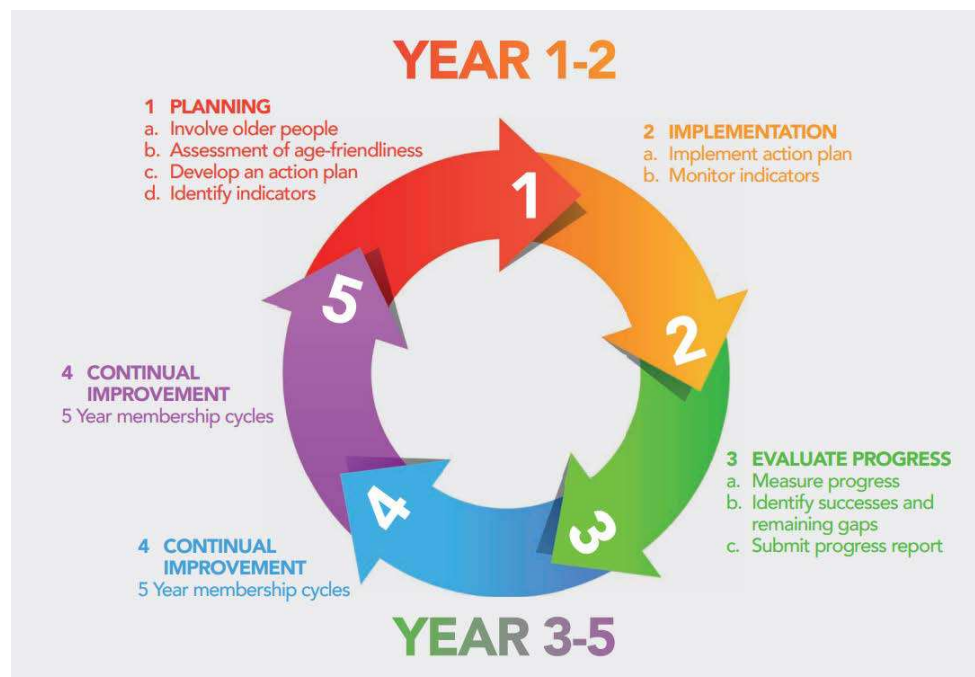 YEAR 1-2
1 PLANNING
a. Involve older people
b. Assessment of age-friendliness
c. Develop an action plan
d. Identify indicators
2 IMPLEMENTATION
a. Implement action plan
b. Monitor indicators
1
2
3
4
5
3 EVALUATE PROGRESS
a. Measure progress
b. Identify successes and
remaining gaps
c. Submit progress report
4 CONTINUAL
IMPROVEMENT
5 Year membership cycles
4 CONTINUAL
IMPROVEMENT
5 Year membership cycles
YEAR 3-5